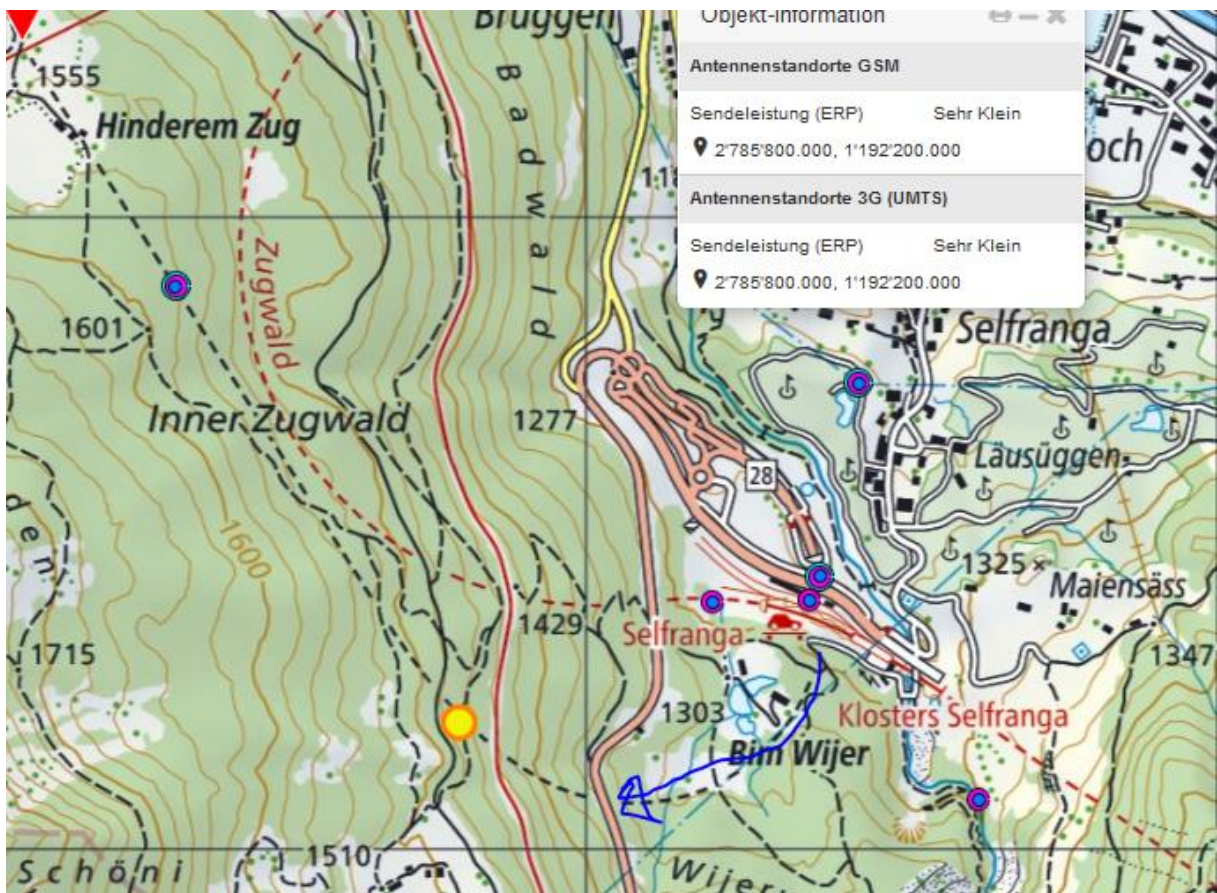 Bruggen
Objekt-Information
Antennenstandorte GSM
Sendeleistung (ERP) Sehr Klein
2'785'800.000, 1'192'200.000
Antennenstandorte 3G (UMTS)
Sendeleistung (ERP) Sehr Klein
2'785'800.000, 1'192'200.000
1555
Hinderem Zug
Badwald
och
Zugwald
1601
Selfranga
Inner Zugwald
1277
Läusüggen
28
den
1600
1325
Maiensäss
1429
Selfranga
1715
1347
1303
Klosters Selfranga
Bim Wijer
1510
Schöni
Wijer